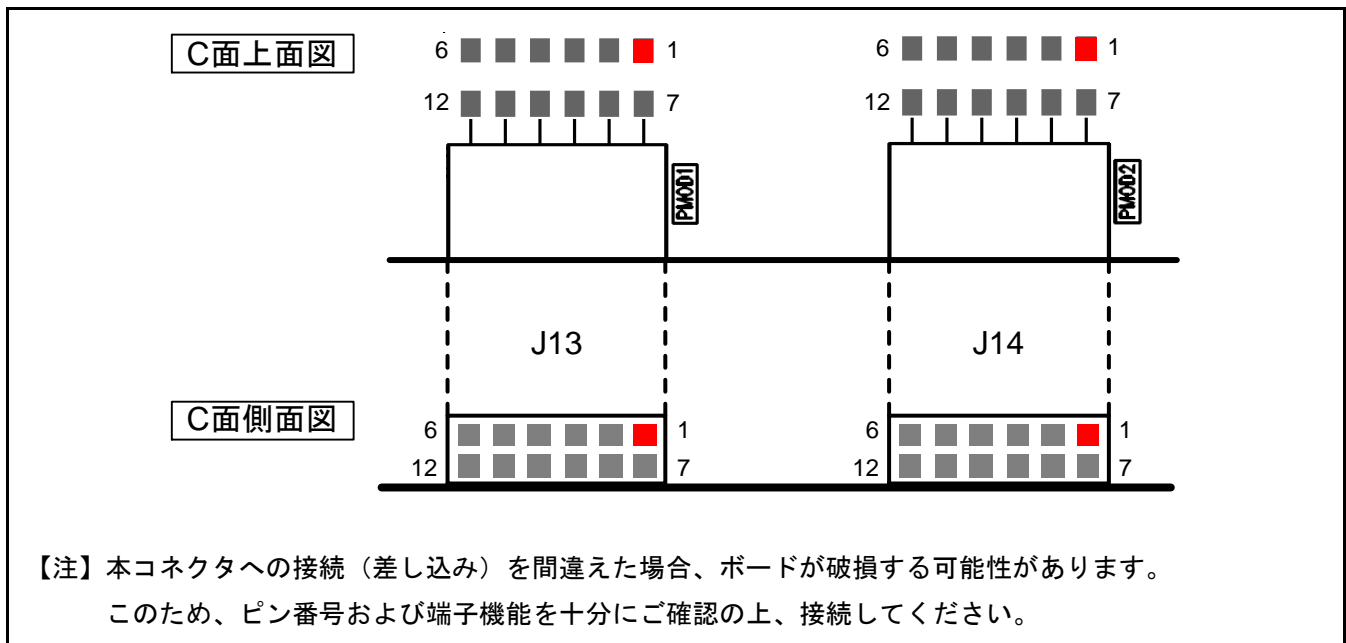 C面上面図
6 1
12 7
PMOD1
6 1
12 7
PMOD2
J13
J14
C面側面図
6 1
12 7
6 1
12 7
【注】本コネクタへの接続（差し込み）を間違えた場合、ボードが破損する可能性があります。
このため、ピン番号および端子機能を十分にご確認の上、接続してください。